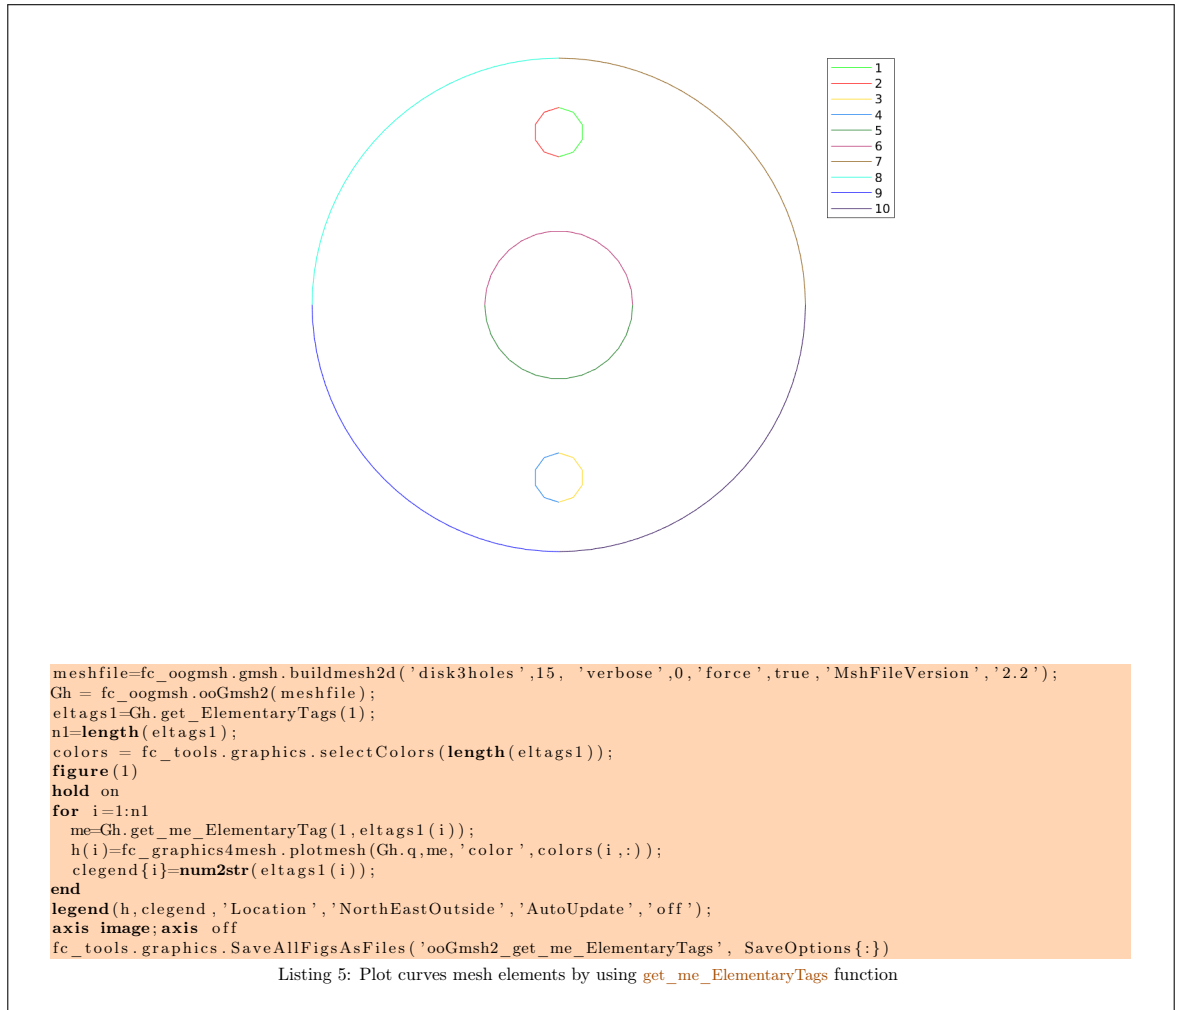 1
2
3
4
5
6
7
8
9
10
meshfile=fc_oogmsh.gmsh.buildmesh2d('disk3holes',15, 'verbose',0,'force',true,'MshFileVersion','2.2');
Gh = fc_oogmsh.ooGmsh2(meshfile);
eltags1=Gh.get_ElementaryTags(1);
n1=length(eltags1);
colors = fc_tools.graphics.selectColors(length(eltags1));
figure(1)
hold on
for i=1:n1
  me=Gh.get_me_ElementaryTag(1,eltags1(i));
  h(i)=fc_graphics4mesh.plotmesh(Gh.q,me,'color',colors(i,:));
  clegend{i}=num2str(eltags1(i));
end
legend(h,clegend,'Location','NorthEastOutside','AutoUpdate','off');
axis image;axis off
fc_tools.graphics.SaveAllFigsAsFiles('ooGmsh2_get_me_ElementaryTags', SaveOptions{:})
Listing 5: Plot curves mesh elements by using get_me_ElementaryTags function